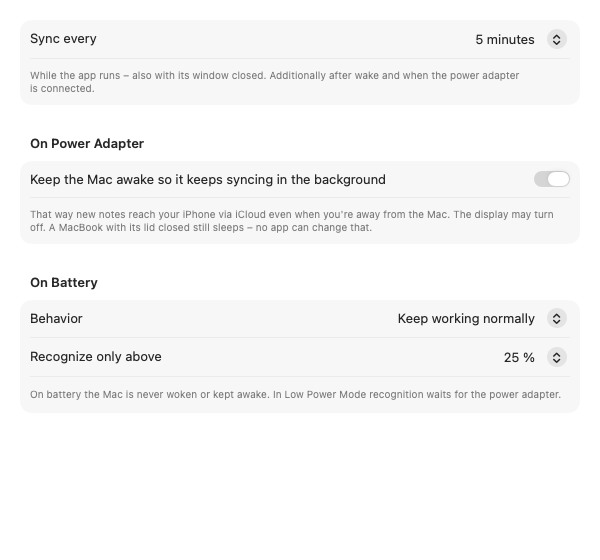 Sync every
5 minutes
While the app runs – also with its window closed. Additionally after wake and when the power adapter
is connected.
On Power Adapter
Keep the Mac awake so it keeps syncing in the background
That way new notes reach your iPhone via iCloud even when you're away from the Mac. The display may turn
off. A MacBook with its lid closed still sleeps – no app can change that.
On Battery
Behavior
Keep working normally
Recognize only above
25 %
On battery the Mac is never woken or kept awake. In Low Power Mode recognition waits for the power adapter.